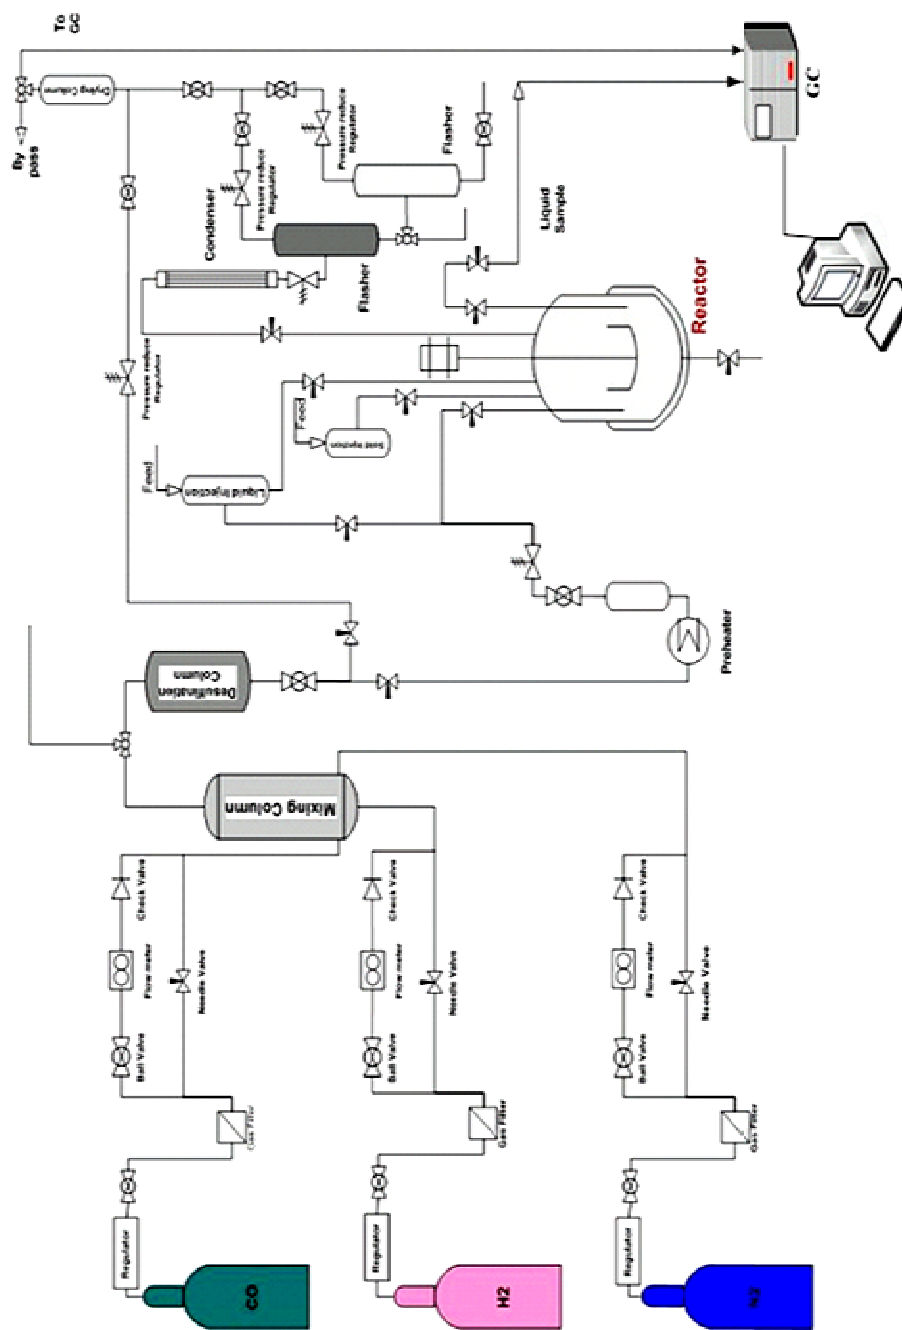 To
GC
Drying Column
By
pass
Pressure reduce
Regulator
Flasher
Pressure reduce
Regulator
Condenser
Flasher
Liquid
Sample
GC
Reactor
Pressure reduce
Regulator
Feed
Solid Injection
Feed
Liquid Injection
Preheater
Desulfination
Column
Mixing Column
Check Valve
Flow meter
Needle Valve
Ball Valve
Gas Filter
Regulator
CO
Check Valve
Flow meter
Needle Valve
Ball Valve
Gas Filter
Regulator
H2
Check Valve
Flow meter
Needle Valve
Ball Valve
Gas Filter
Regulator
N2